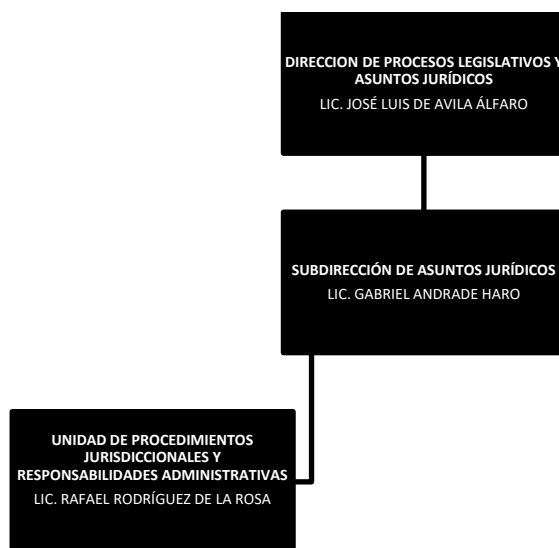 DIRECCION DE PROCESOS LEGISLATIVOS Y
ASUNTOS JURÍDICOS
LIC. JOSÉ LUIS DE AVILA ÁLFARO
SUBDIRECCIÓN DE ASUNTOS JURÍDICOS
LIC. GABRIEL ANDRADE HARO
UNIDAD DE PROCEDIMIENTOS
JURISDICCIONALES Y
RESPONSABILIDADES ADMINISTRATIVAS
LIC. RAFAEL RODRÍGUEZ DE LA ROSA